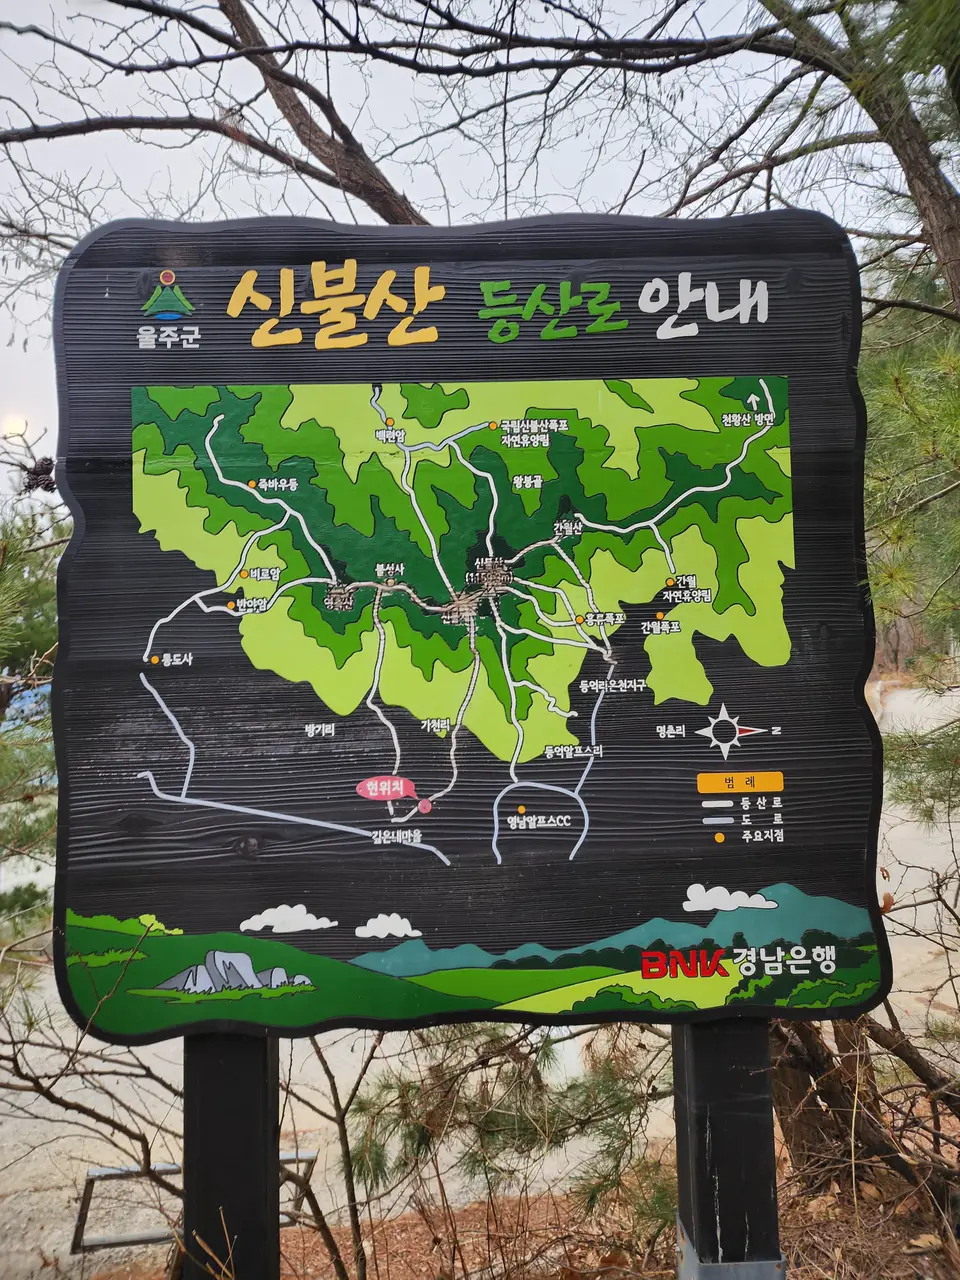 울주군
신불산 등산로 안내
천황산 방면
백련암
국립신불산폭포
자연휴양림
죽바우등
왕봉골
간월산
신불산
불성사
비로암
반야암
간월
자연휴양림
홍류폭포
간월폭포
통도사
등억리온천지구
방기리
가천리
명촌리
N
등억알프스리
범 례
등 산 로
도 로
주요지점
현위치
영남알프스CC
깊은내마을
BNK 경남은행